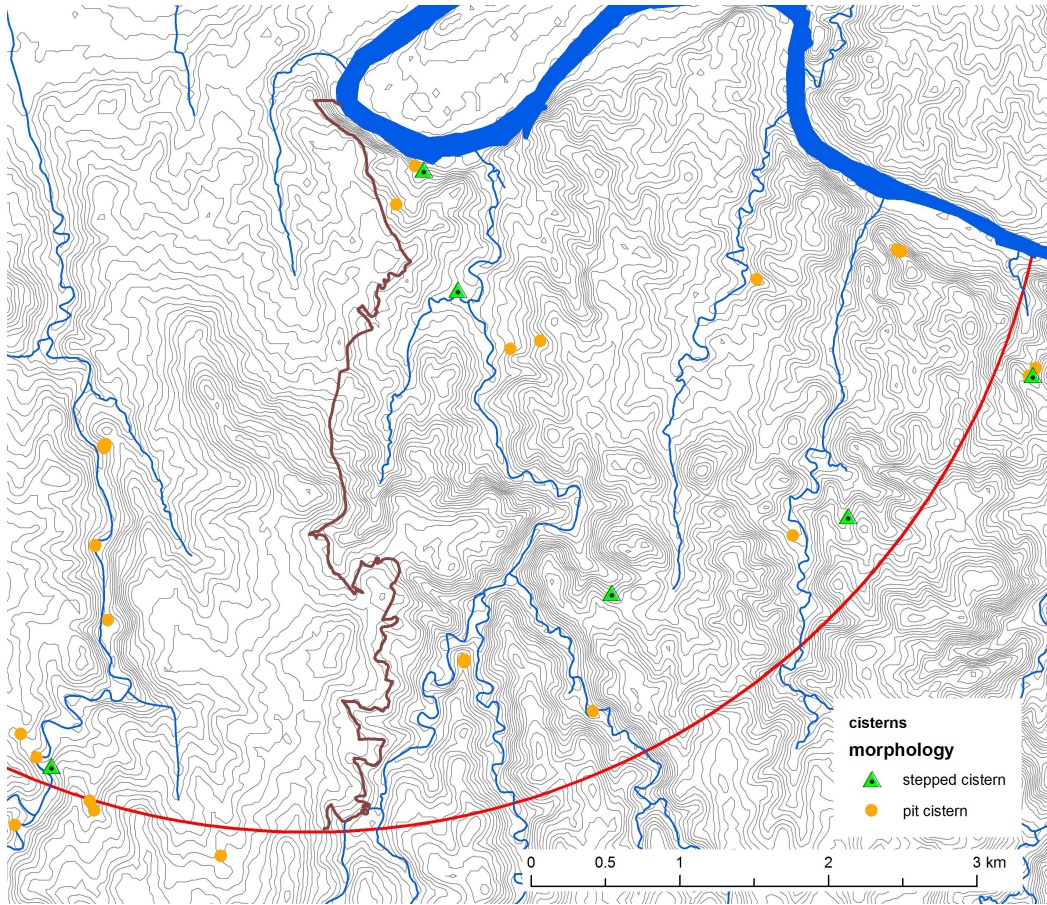 cisterns
morphology
stepped cistern
pit cistern
0 0.5 1 2 3 km